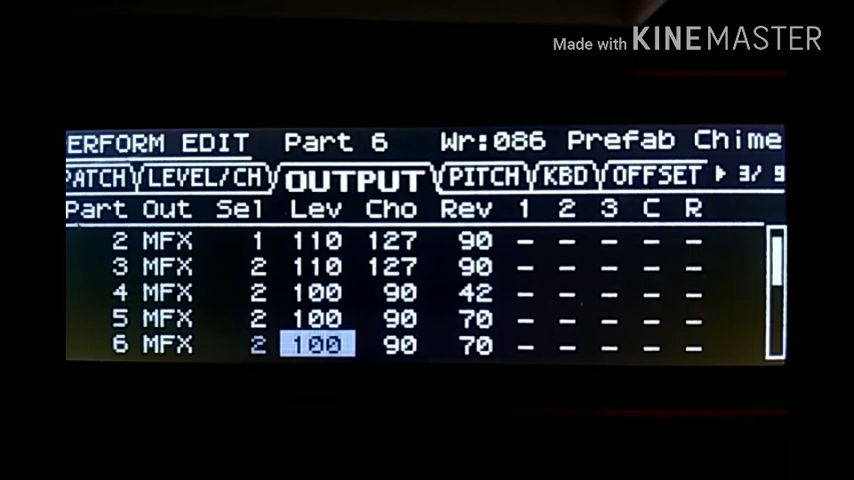 Made with KINEMASTER
ERFORM EDIT Part 6 Wr:086 Prefab Chime
PATCH LEVEL/CH OUTPUT PITCH KBD OFFSET 3/ 9
Part Out Sel Lev Cho Rev 1 2 3 C R
2 MFX 1 110 127 90 - - - - -
3 MFX 2 110 127 90 - - - - -
4 MFX 2 100 90 42 - - - - -
5 MFX 2 100 90 70 - - - - -
6 MFX 2 100 90 70 - - - - -